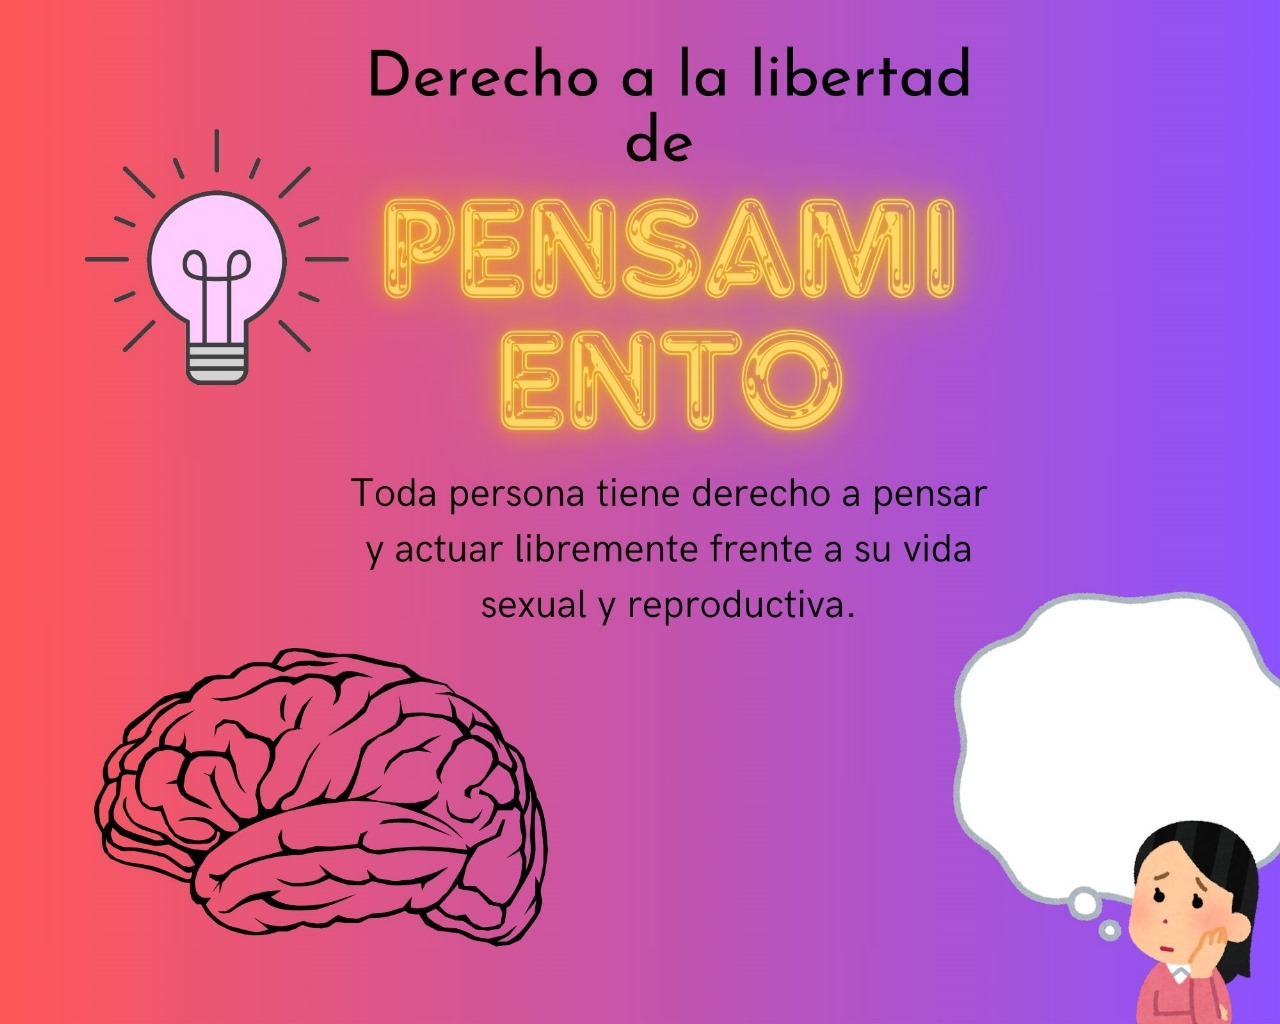 Derecho a la libertad
de
PENSAMI
ENTO
Toda persona tiene derecho a pensar
y actuar libremente frente a su vida
sexual y reproductiva.